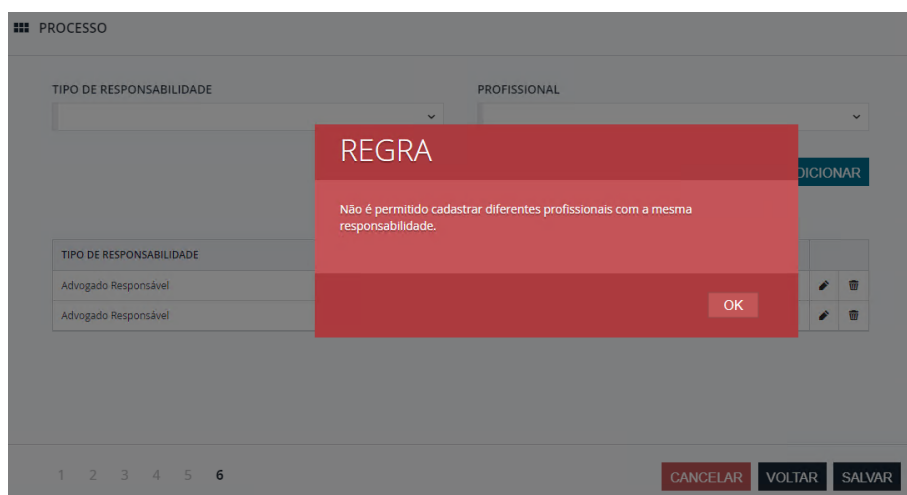 PROCESSO
TIPO DE RESPONSABILIDADE
PROFISSIONAL
REGRA
DICIONAR
Não é permitido cadastrar diferentes profissionais com a mesma
responsabilidade.
TIPO DE RESPONSABILIDADE
Advogado Responsável
OK
Advogado Responsável
1 2 3 4 5 6
CANCELAR VOLTAR SALVAR